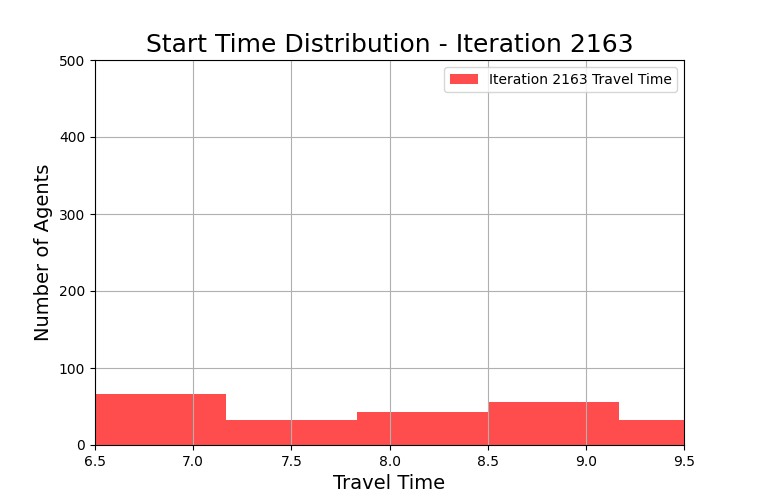 Start Time Distribution - Iteration 2163
500
400
300
200
100
0
Number of Agents
Iteration 2163 Travel Time
6.5 7.0 7.5 8.0 8.5 9.0 9.5
Travel Time